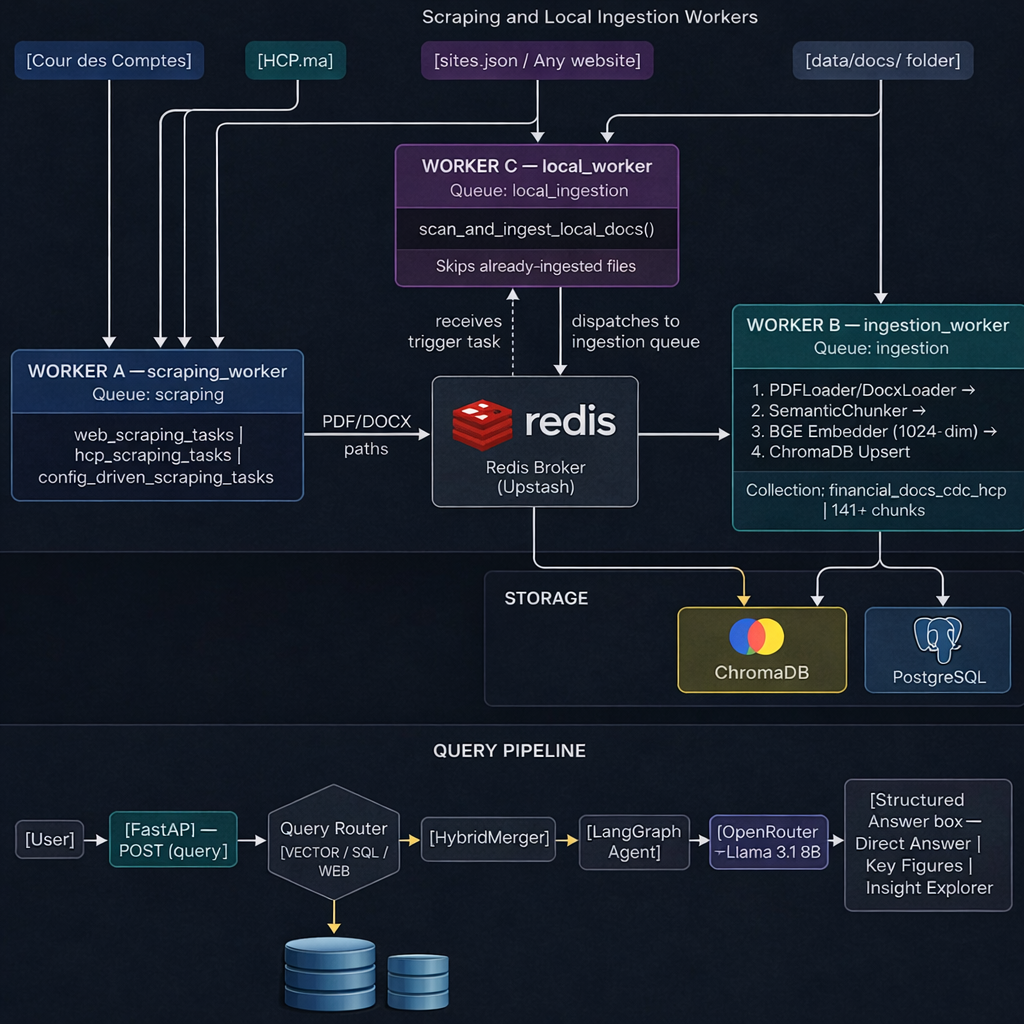 Scraping and Local Ingestion Workers
[Cour des Comptes]
[HCP.ma]
[sites.json / Any website]
[data/docs/ folder]
WORKER C — local_worker
Queue: local_ingestion
scan_and_ingest_local_docs()
Skips already-ingested files
receives
trigger task
dispatches to
ingestion queue
WORKER A — scraping_worker
Queue: scraping
web_scraping_tasks |
hcp_scraping_tasks |
config_driven_scraping_tasks
PDF/DOCX
paths
redis
Redis Broker
(Upstash)
WORKER B — ingestion_worker
Queue: ingestion
1. PDFLoader/DocxLoader →
2. SemanticChunker →
3. BGE Embedder (1024-dim) →
4. ChromaDB Upsert
Collection: financial_docs_cdc_hcp
| 141+ chunks
STORAGE
ChromaDB
PostgreSQL
QUERY PIPELINE
[User]
[FastAPI] —
POST (query]
Query Router
[VECTOR / SQL /
WEB
[HybridMerger]
[LangGraph
Agent]
[OpenRouter
–Llama 3.1 8B
[Structured
Answer box —
Direct Answer |
Key Figures |
Insight Explorer